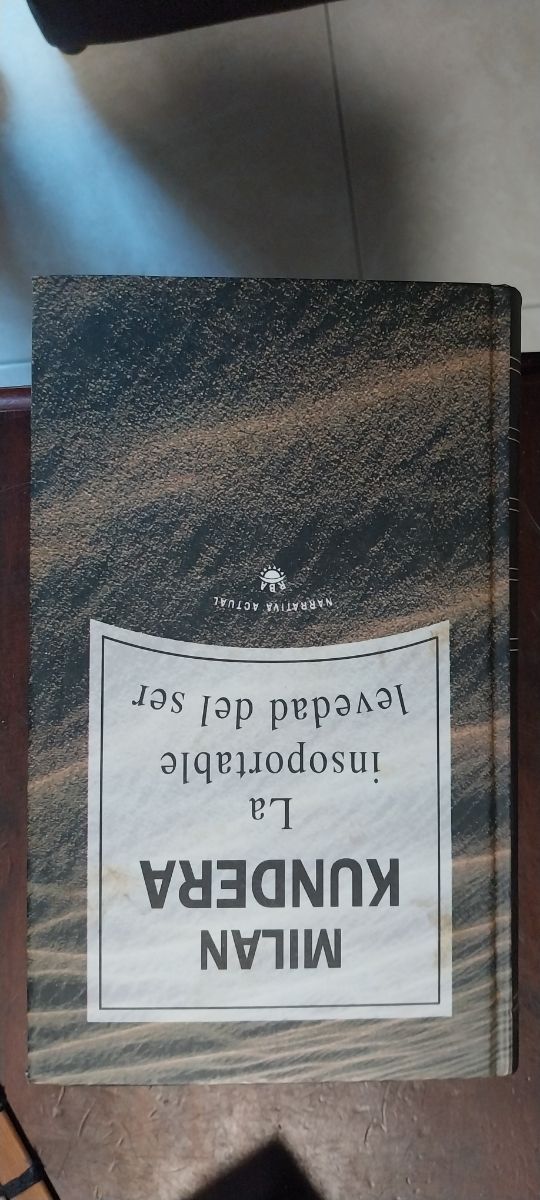 MILAN
KUNDERA
La
insoportable
levedad del ser
NARRATIVA ACTUAL
RBA